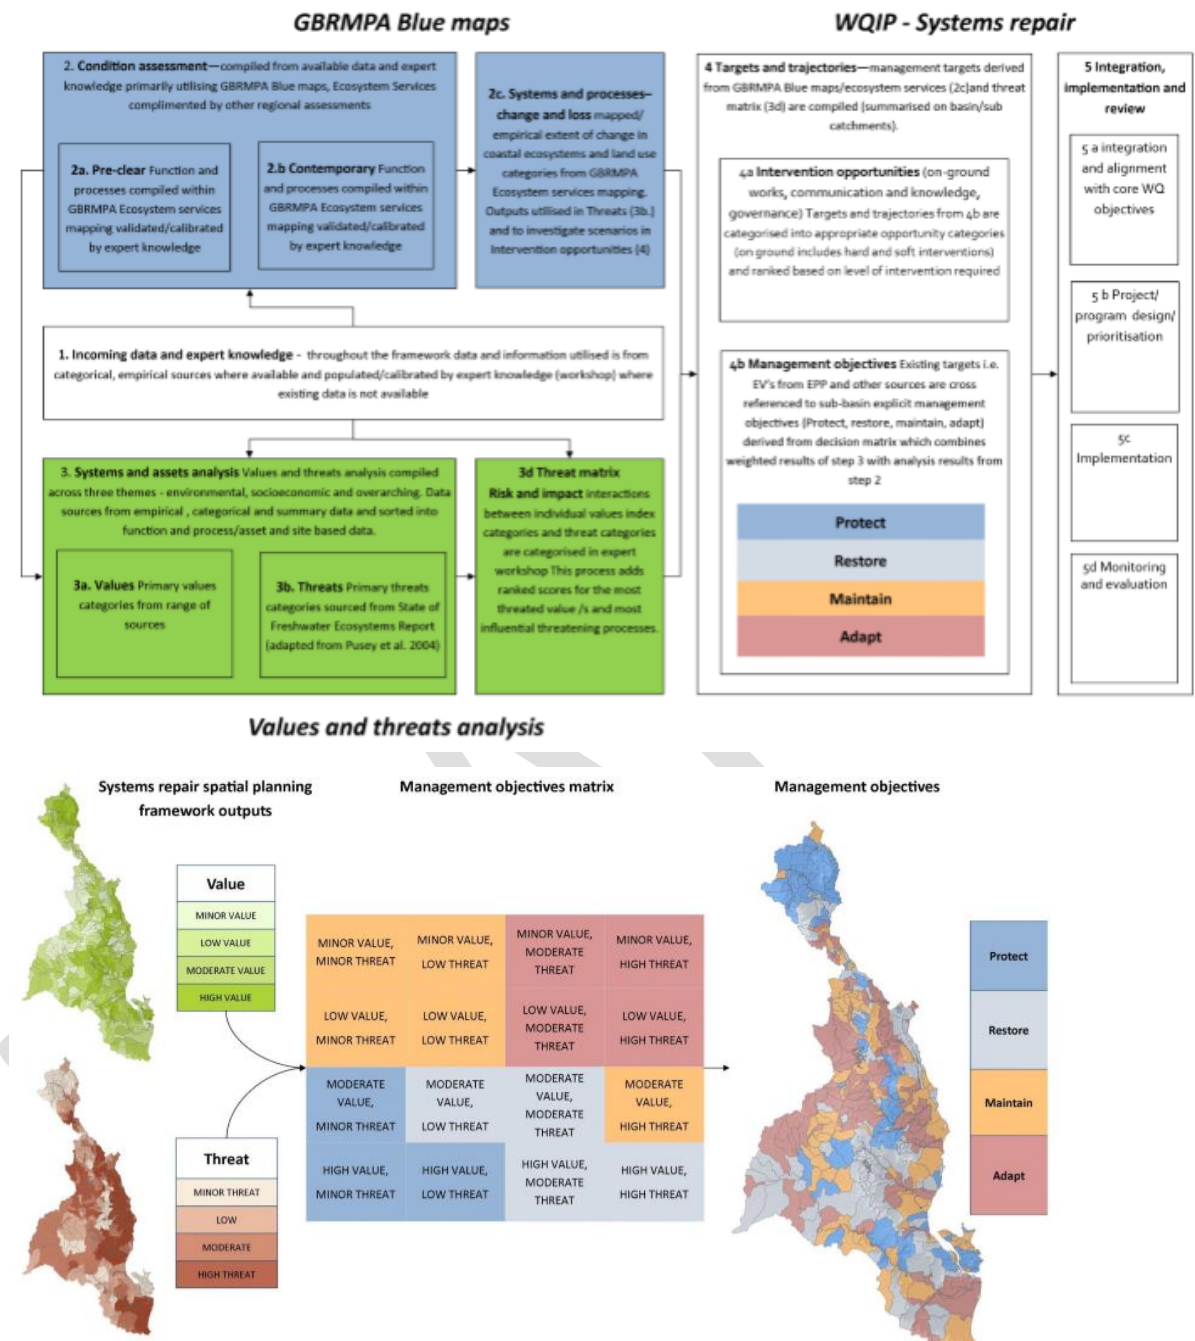 GBRMPA Blue maps
WQIP - Systems repair
2. Condition assessment—compiled from available data and expert
knowledge primarily utilising GBRMPA Blue maps, Ecosystem Services
complimented by other regional assessments
2a. Pre-clear Function and
processes compiled within
GBRMPA Ecosystem services
mapping validated/calibrated
by expert knowledge
2.b Contemporary Function
and processes compiled within
GBRMPA Ecosystem services
mapping validated/calibrated
by expert knowledge
2c. Systems and processes–
change and loss mapped/
empirical extent of change in
coastal ecosystems and land use
categories from GBRMPA
Ecosystem services mapping.
Outputs utilised in Threats (3b.)
and to investigate scenarios in
Intervention opportunities (4)
1. Incoming data and expert knowledge - throughout the framework data and information utilised is from
categorical, empirical sources where available and populated/calibrated by expert knowledge (workshop) where
existing data is not available
3. Systems and assets analysis Values and threats analysis compiled
across three themes - environmental, socioeconomic and overarching. Data
sources from empirical , categorical and summary data and sorted into
function and process/asset and site based data.
3a. Values Primary values
categories from range of
sources
3b. Threats Primary threats
categories sourced from State of
Freshwater Ecosystems Report
(adapted from Pusey et al. 2004)
3d Threat matrix
Risk and impact interactions
between individual values index
categories and threat categories
are categorised in expert
workshop This process adds
ranked scores for the most
threated value /s and most
influential threatening processes.
4 Targets and trajectories—management targets derived
from GBRMPA Blue maps/ecosystem services (2c)and threat
matrix (3d) are compiled (summarised on basin/sub
catchments).
4a Intervention opportunities (on-ground
works, communication and knowledge,
governance) Targets and trajectories from 4b are
categorised into appropriate opportunity categories
(on ground includes hard and soft interventions)
and ranked based on level of intervention required
4b Management objectives Existing targets i.e.
EV's from EPP and other sources are cross
referenced to sub-basin explicit management
objectives (Protect, restore, maintain, adapt)
derived from decision matrix which combines
weighted results of step 3 with analysis results from
step 2
Protect
Restore
Maintain
Adapt
5 Integration,
implementation and
review
5 a integration
and alignment
with core WQ
objectives
5 b Project/
program design/
prioritisation
5c
Implementation
5d Monitoring
and evaluation
Values and threats analysis
Systems repair spatial planning
framework outputs
Management objectives matrix
Management objectives
Value
MINOR VALUE
LOW VALUE
MODERATE VALUE
HIGH VALUE
Threat
MINOR THREAT
LOW
MODERATE
HIGH THREAT
MINOR VALUE,
MINOR THREAT
MINOR VALUE,
LOW THREAT
MINOR VALUE,
MODERATE
THREAT
MINOR VALUE,
HIGH THREAT
LOW VALUE,
MINOR THREAT
LOW VALUE,
LOW THREAT
LOW VALUE,
MODERATE
THREAT
LOW VALUE,
HIGH THREAT
MODERATE
VALUE,
MINOR THREAT
MODERATE
VALUE,
LOW THREAT
MODERATE
VALUE,
MODERATE
THREAT
MODERATE
VALUE,
HIGH THREAT
HIGH VALUE,
MINOR THREAT
HIGH VALUE,
LOW THREAT
HIGH VALUE,
MODERATE
THREAT
HIGH VALUE,
HIGH THREAT
Protect
Restore
Maintain
Adapt